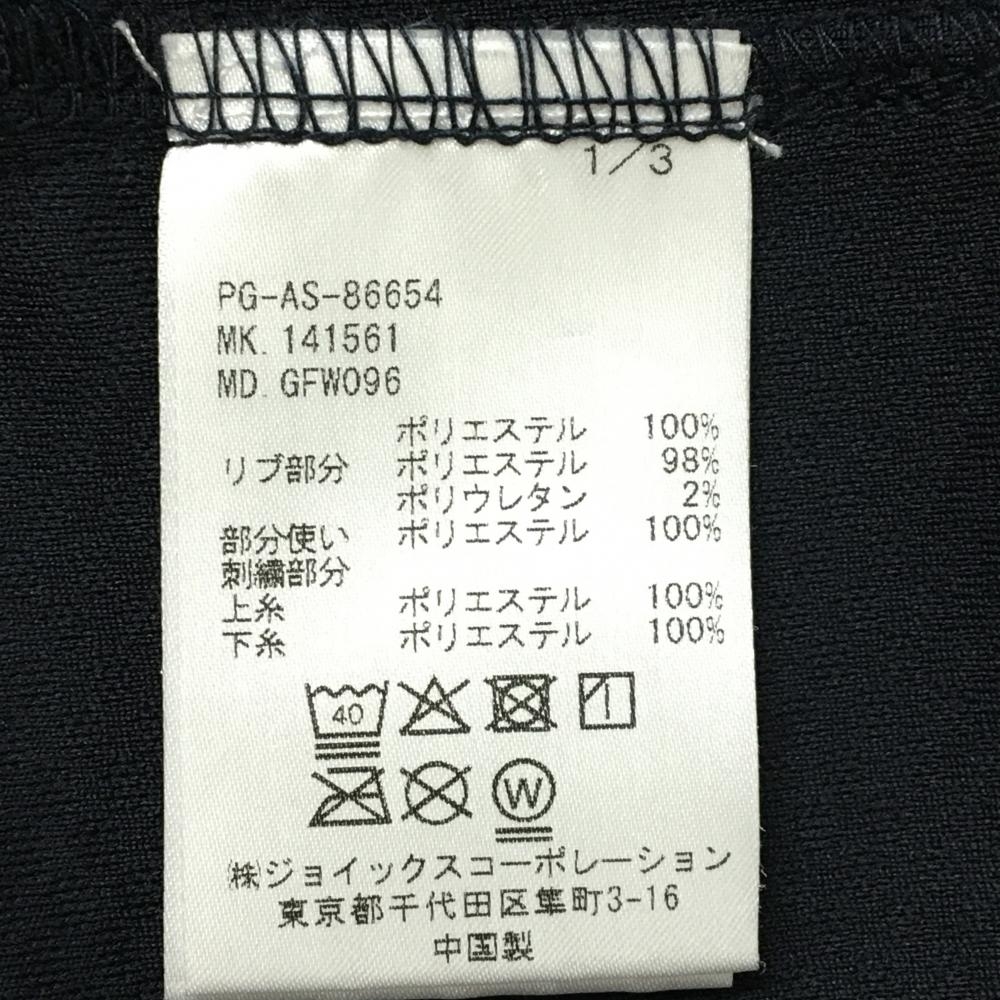 1/3
PG-AS-86654
MK. 141561
MD. GFW096
ポリエステル 100%
リブ部分 ポリエステル 98%
ポリウレタン 2%
部分使い ポリエステル 100%
刺繍部分
上糸 ポリエステル 100%
下糸 ポリエステル 100%
40
W
㈱ジョイックスコーポレーション
東京都千代田区隼町3-16
中国製